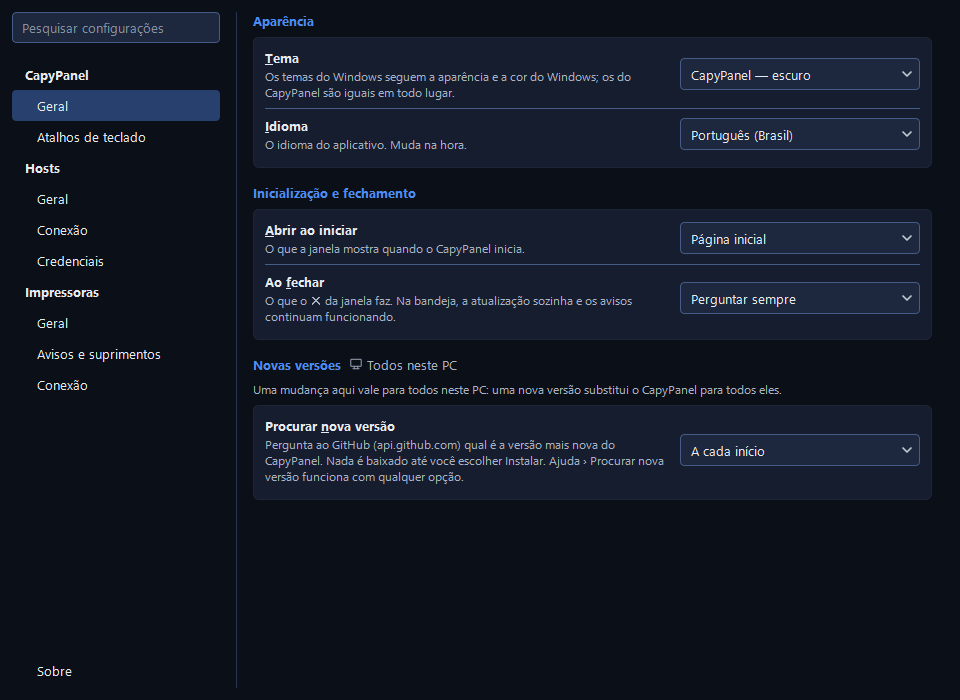 Pesquisar configurações
CapyPanel
Geral
Atalhos de teclado
Hosts
Geral
Conexão
Credenciais
Impressoras
Geral
Avisos e suprimentos
Conexão
Sobre
Aparência
Tema
Os temas do Windows seguem a aparência e a cor do Windows; os do
CapyPanel são iguais em todo lugar.
CapyPanel — escuro
Idioma
O idioma do aplicativo. Muda na hora.
Português (Brasil)
Inicialização e fechamento
Abrir ao iniciar
O que a janela mostra quando o CapyPanel inicia.
Página inicial
Ao fechar
O que o ✕ da janela faz. Na bandeja, a atualização sozinha e os avisos
continuam funcionando.
Perguntar sempre
Novas versões Todos neste PC
Uma mudança aqui vale para todos neste PC: uma nova versão substitui o CapyPanel para todos eles.
Procurar nova versão
Pergunta ao GitHub (api.github.com) qual é a versão mais nova do
CapyPanel. Nada é baixado até você escolher Instalar. Ajuda › Procurar nova
versão funciona com qualquer opção.
A cada início